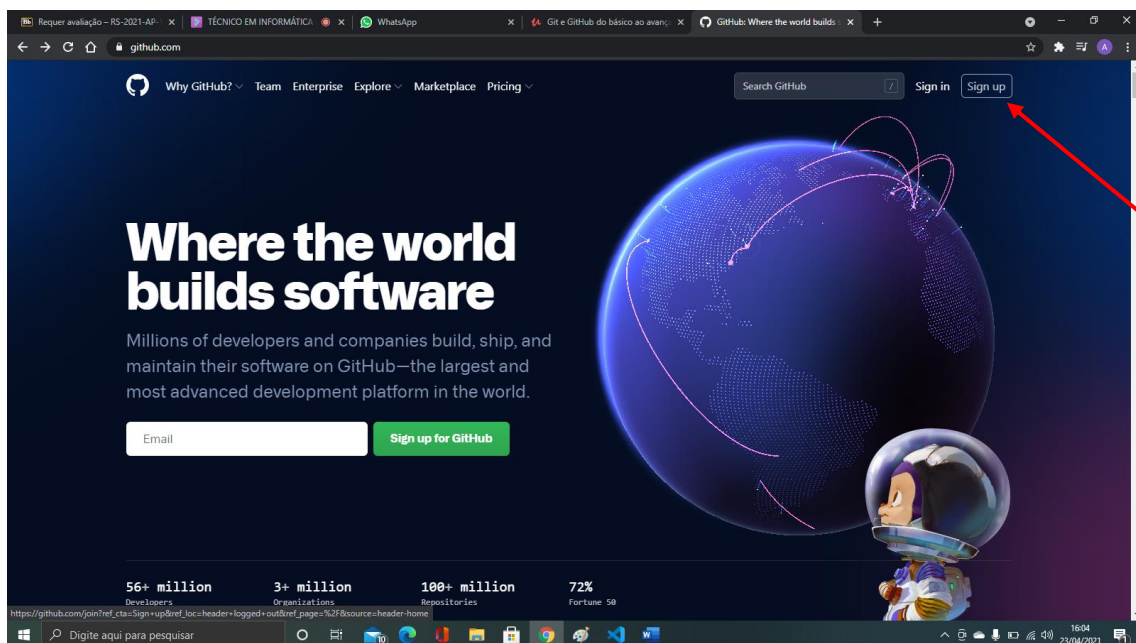 Requer avaliação – RS-2021-AP-
TÉCNICO EM INFORMÁTICA
WhatsApp
Git e GitHub do básico ao avanç
GitHub: Where the world builds s
github.com
A
Why GitHub? Team Enterprise Explore Marketplace Pricing
Search GitHub /
Sign in
Sign up
Where the world
builds software
Millions of developers and companies build, ship, and
maintain their software on GitHub—the largest and
most advanced development platform in the world.
Email
Sign up for GitHub
56+ million 3+ million 100+ million 72%
Developers Organizations Repositories Fortune 50
https://github.com/join?ref_cta=Sign+up&ref_loc=header+logged+out&ref_page=%2F&source=header-home
Digite aqui para pesquisar
16:04
23/04/2021